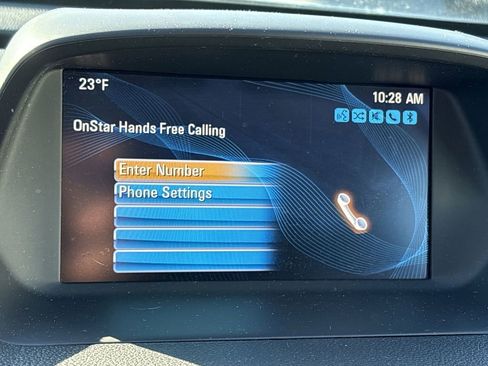 23°F
10:28 AM
OnStar Hands Free Calling
Enter Number
Phone Settings